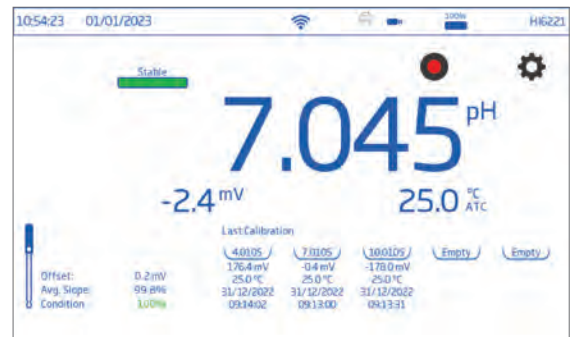 10:54:23 01/01/2023 100% HI6221
Stable
7.045 pH
-2.4 mV 25.0 °C
ATC
Last Calibration
4.010S 7.010S 10.010S Empty Empty
176.4 mV -0.4 mV -178.0 mV
Offset: 0.2 mV 25.0 °C 25.0 °C 25.0 °C
Avg. Slope: 99.8% 31/12/2022 31/12/2022 31/12/2022
Condition 100% 09:14:02 09:13:00 09:13:31